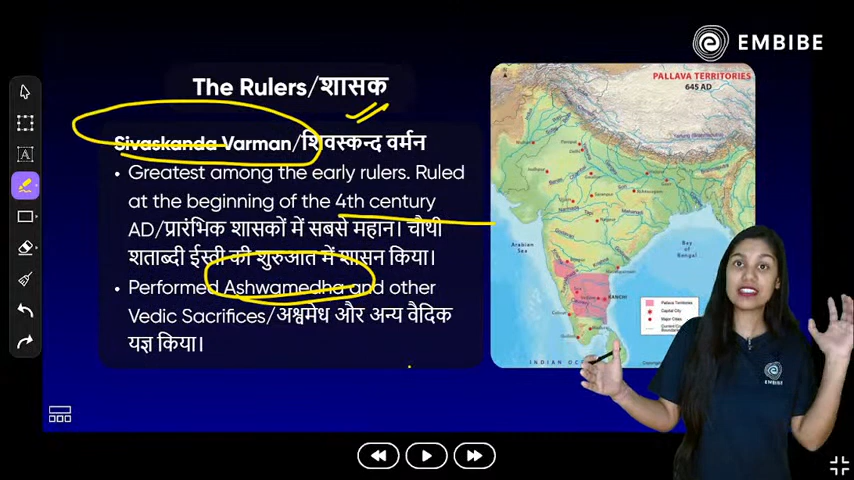 EMBIBE
The Rulers/शासक
PALLAVA TERRITORIES
645 AD
Sivaskanda Varman/शिवस्कन्द वर्मन
• Greatest among the early rulers. Ruled
at the beginning of the 4th century
AD/प्रारंभिक शासकों में सबसे महान। चौथी
शताब्दी ईस्वी की शुरुआत में शासन किया।
• Performed Ashwamedha and other
Vedic Sacrifices/अश्वमेध और अन्य वैदिक
यज्ञ किया।
Arabian
Sea
Bay
of
Bengal
KANCHI
Pallava Territories
Capital City
Major Cities
INDIAN
EMBIBE